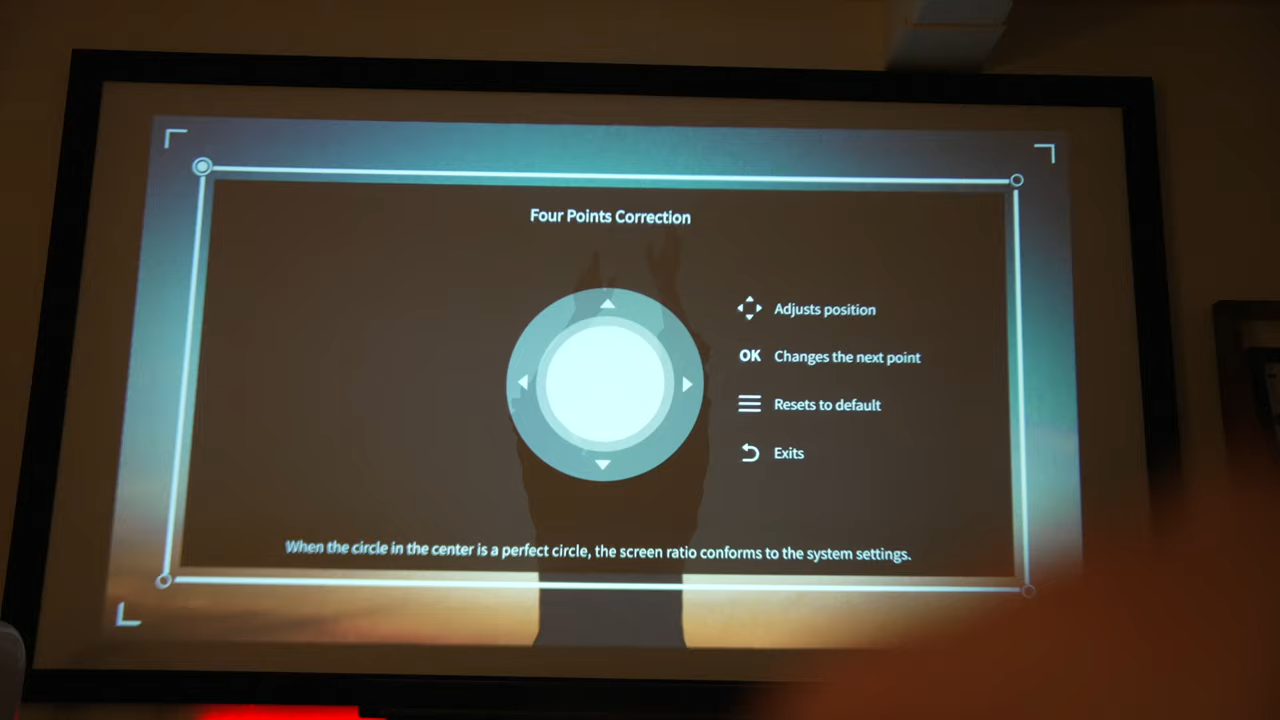 Four Points Correction
Adjusts position
OK Changes the next point
Resets to default
Exits
When the circle in the center is a perfect circle, the screen ratio conforms to the system settings.